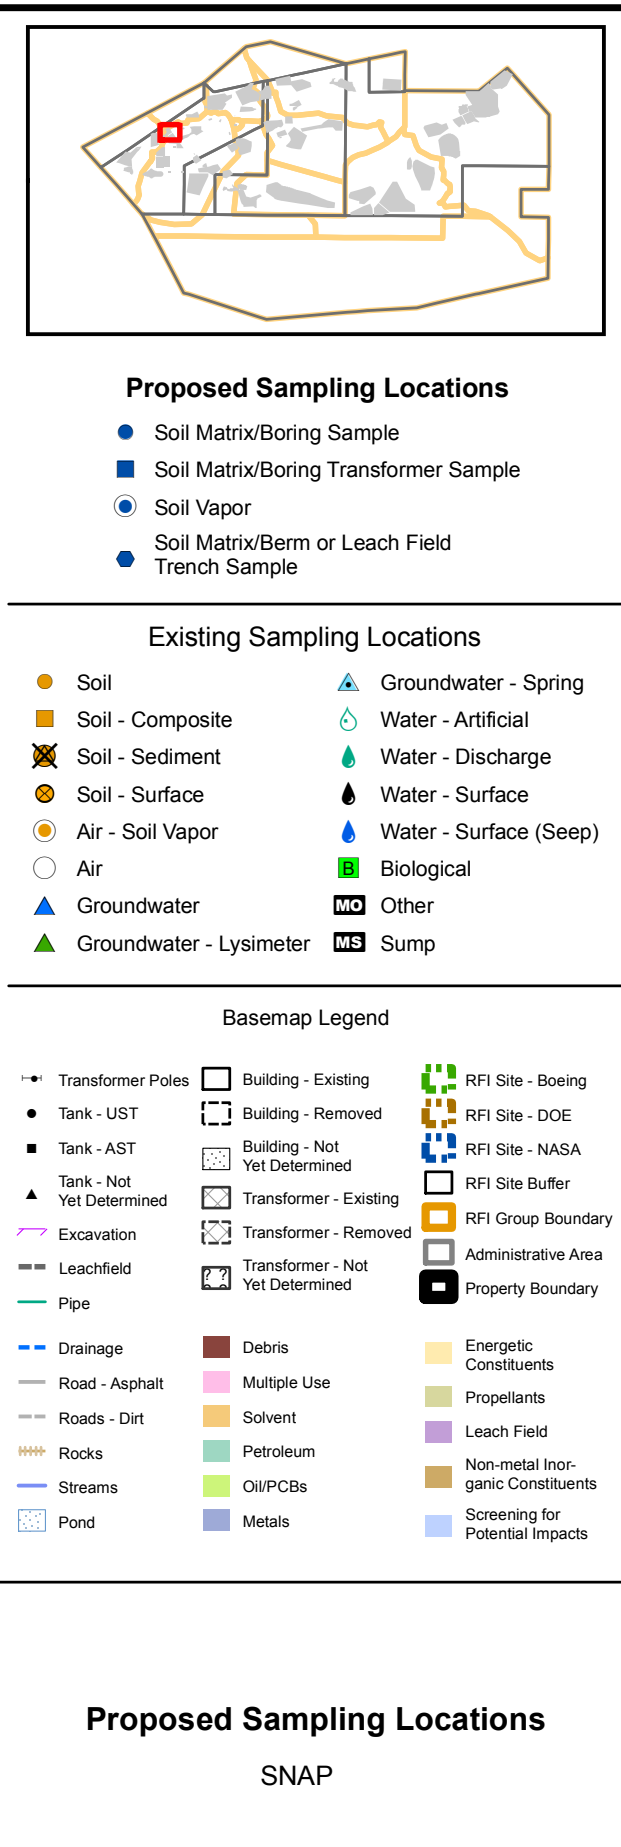 Proposed Sampling Locations
Soil Matrix/Boring Sample
Soil Matrix/Boring Transformer Sample
Soil Vapor
Soil Matrix/Berm or Leach Field
Trench Sample
Existing Sampling Locations
Soil
Soil - Composite
Soil - Sediment
Soil - Surface
Air - Soil Vapor
Air
Groundwater
Groundwater - Lysimeter
Groundwater - Spring
Water - Artificial
Water - Discharge
Water - Surface
Water - Surface (Seep)
B Biological
MO Other
MS Sump
Basemap Legend
Transformer Poles
Tank - UST
Tank - AST
Tank - Not
Yet Determined
Excavation
Leachfield
Pipe
Drainage
Road - Asphalt
Roads - Dirt
Rocks
Streams
Pond
Building - Existing
Building - Removed
Building - Not
Yet Determined
Transformer - Existing
Transformer - Removed
? ? Transformer - Not
Yet Determined
Debris
Multiple Use
Solvent
Petroleum
Oil/PCBs
Metals
RFI Site - Boeing
RFI Site - DOE
RFI Site - NASA
RFI Site Buffer
RFI Group Boundary
Administrative Area
Property Boundary
Energetic
Constituents
Propellants
Leach Field
Non-metal Inor-
ganic Constituents
Screening for
Potential Impacts
Proposed Sampling Locations
SNAP